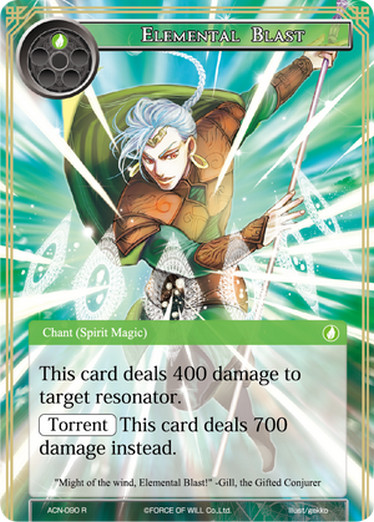 Elemental Blast
Chant (Spirit Magic)
This card deals 400 damage to
target resonator.
Torrent This card deals 700
damage instead.
"Might of the wind, Elemental Blast!" -Gill, the Gifted Conjurer
ACN-090 R ©FORCE OF WILL Co.,Ltd. Illust/gekko